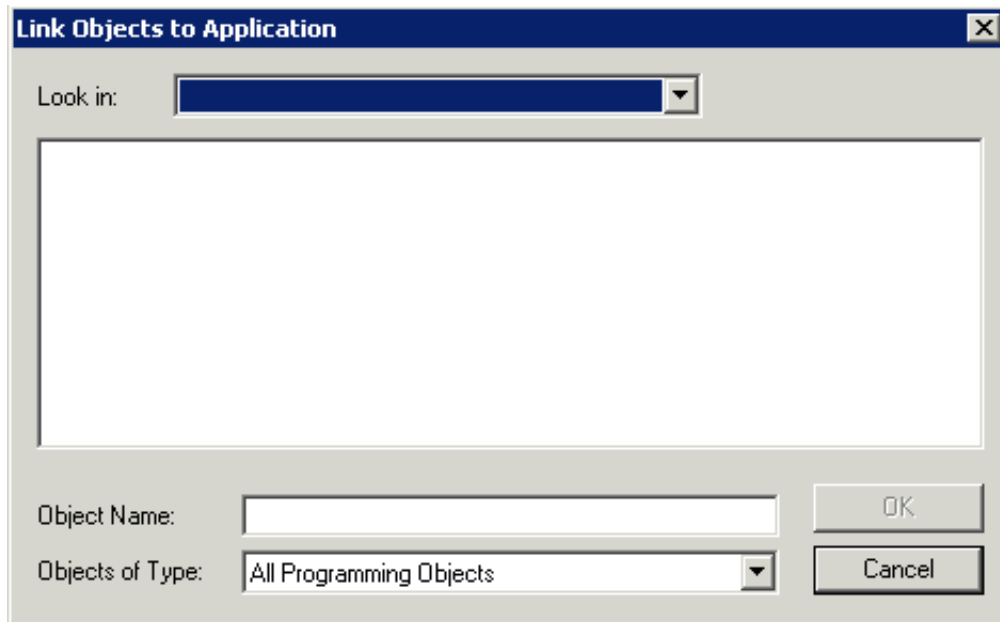 Link Objects to Application
Look in:
Object Name:
OK
Objects of Type:
All Programming Objects
Cancel